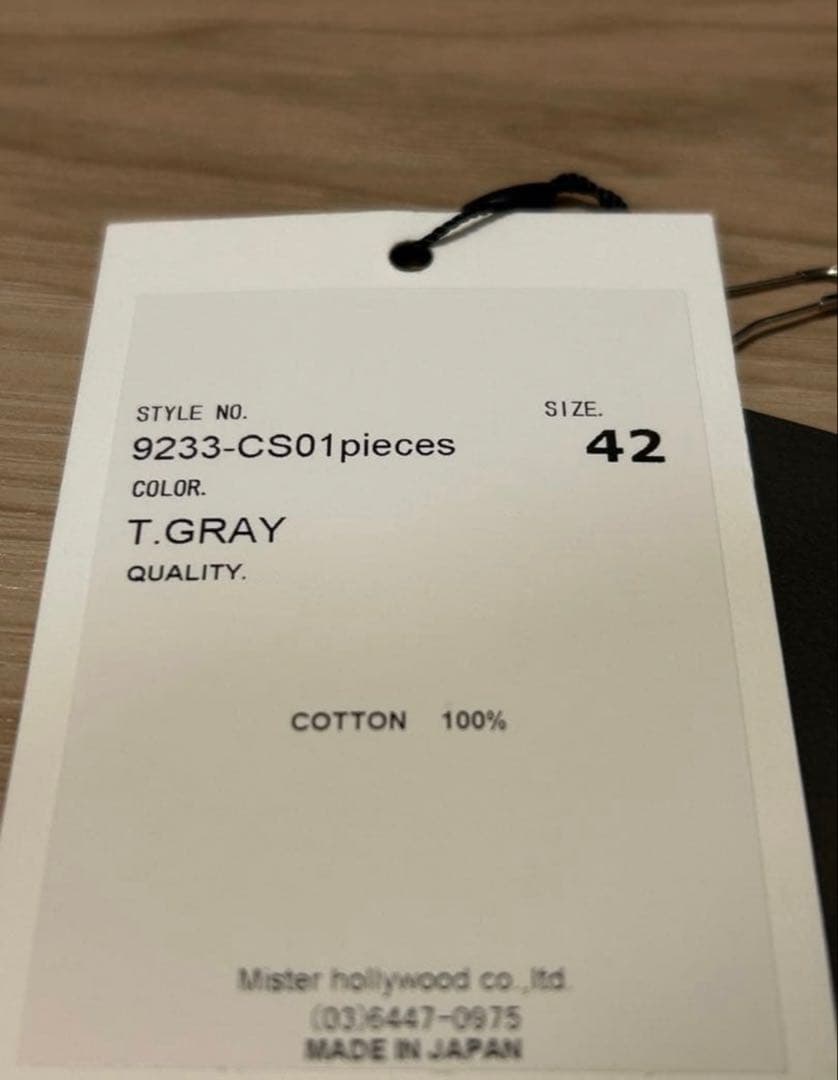 STYLE NO.
SIZE.
9233-CS01pieces
42
COLOR.
T.GRAY
QUALITY.
COTTON 100%
Mister hollywood co.,ltd.
(03)6447-0975
MADE IN JAPAN